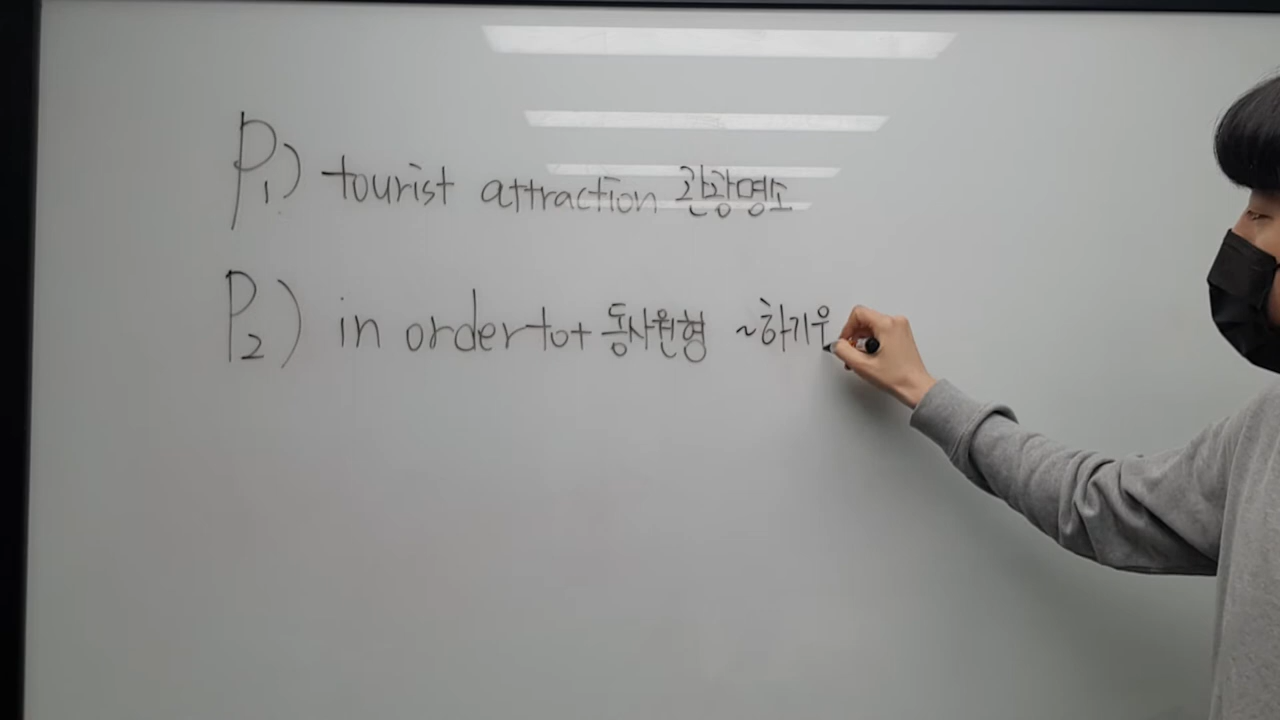 P1) tourist attraction 관광명소
P2) in order to + 동사원형 ~하기우